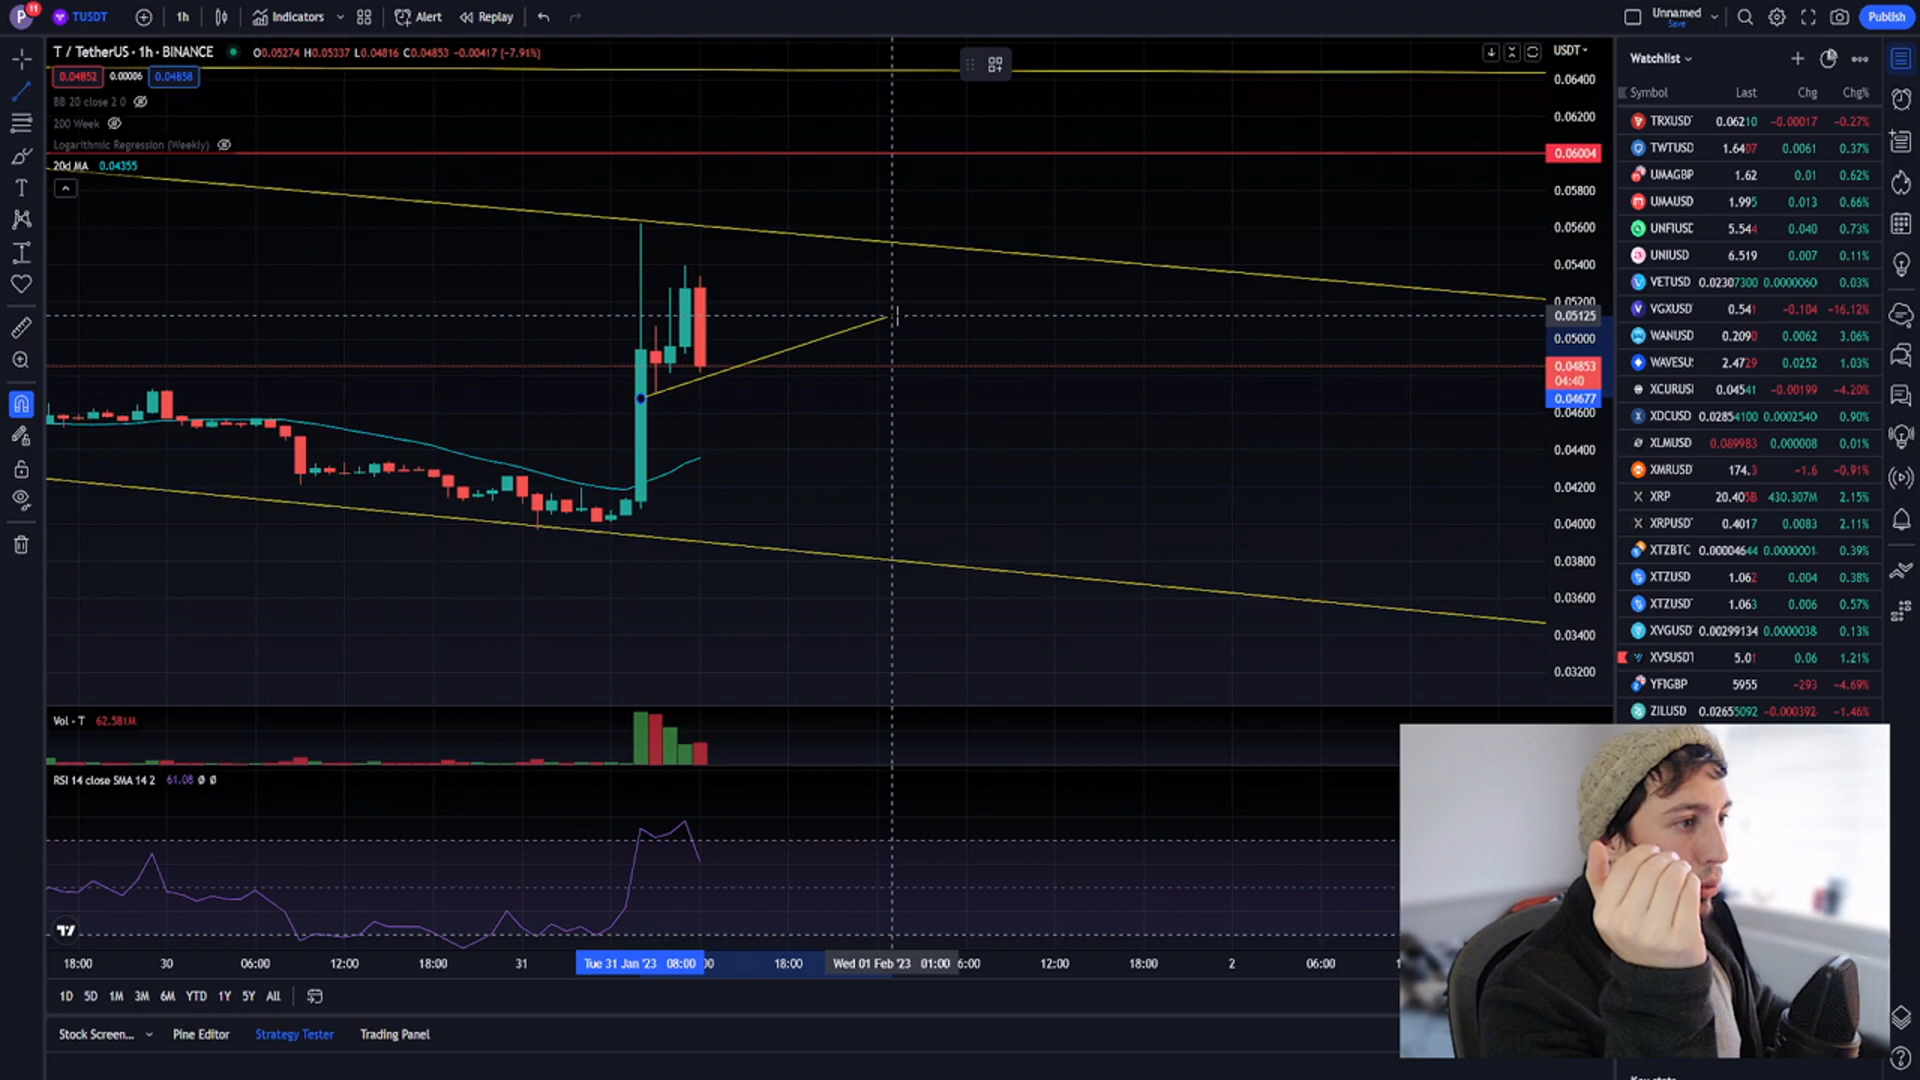 P 11 TUSDT 1h Indicators Alert Replay Unnamed Save Publish
T / TetherUS · 1h · BINANCE O0.05274 H0.05337 L0.04816 C0.04853 −0.00417 (−7.91%) USDT
0.04852 0.00006 0.04858
BB 20 close 2 0
200 Week
Logarithmic Regression (Weekly)
20d MA 0.04355
0.06400
0.06200
0.06004
0.05800
0.05600
0.05400
0.05200
0.05125
0.05000
0.04853
04:40
0.04677
0.04600
0.04400
0.04200
0.04000
0.03800
0.03600
0.03400
0.03200
Vol · T 62.581M
RSI 14 close SMA 14 2 61.08 Ø Ø
18:00 30 06:00 12:00 18:00 31 Tue 31 Jan '23 08:00 18:00 Wed 01 Feb '23 01:00 12:00 18:00 2 06:00
1D 5D 1M 3M 6M YTD 1Y 5Y All
Stock Screen... Pine Editor Strategy Tester Trading Panel
Watchlist
Symbol Last Chg Chg%
TRXUSD 0.06210 −0.00017 −0.27%
TWTUSD 1.6407 0.0061 0.37%
UMAGBP 1.62 0.01 0.62%
UMAUSD 1.995 0.013 0.66%
UNFIUSD 5.544 0.040 0.73%
UNIUSD 6.519 0.007 0.11%
VETUSD 0.02307300 0.0000060 0.03%
VGXUSD 0.541 −0.104 −16.12%
WANUSD 0.2090 0.0062 3.06%
WAVESU 2.4729 0.0252 1.03%
XCURUSI 0.04541 −0.00199 −4.20%
XDCUSD 0.02854100 0.0002540 0.90%
XLMUSD 0.089983 0.000008 0.01%
XMRUSD 174.3 −1.6 −0.91%
XRP 20.405B 430.307M 2.15%
XRPUSD 0.4017 0.0083 2.11%
XTZBTC 0.00004644 0.0000001 0.39%
XTZUSD 1.062 0.004 0.38%
XTZUSD 1.063 0.006 0.57%
XVGUSD 0.00299134 0.0000038 0.13%
XVSUSDT 5.01 0.06 1.21%
YFIGBP 5955 −293 −4.69%
ZILUSD 0.02655092 −0.000392 −1.46%